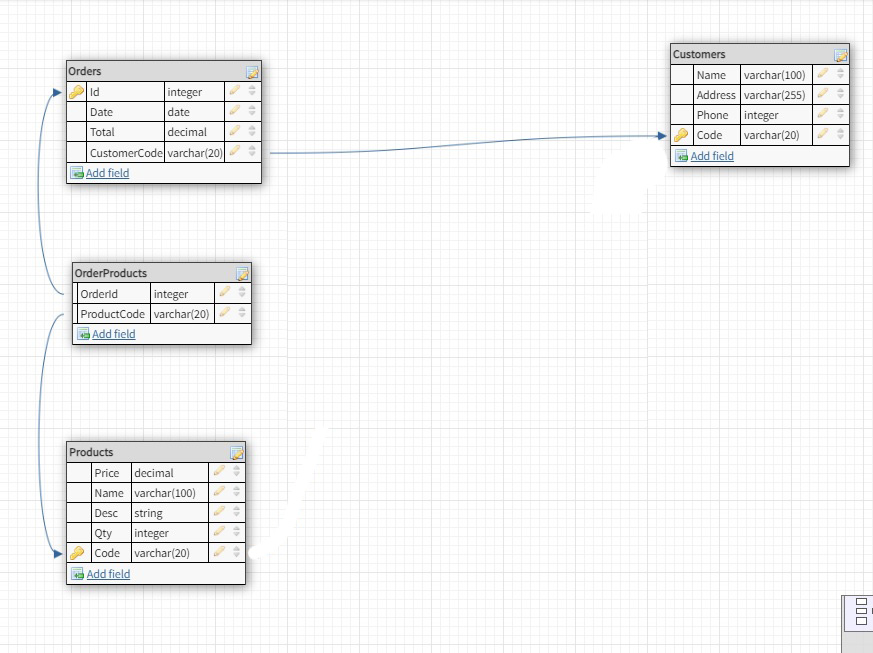 Orders
Id integer
Date date
Total decimal
CustomerCode varchar(20)
Add field
Customers
Name varchar(100)
Address varchar(255)
Phone integer
Code varchar(20)
Add field
OrderProducts
OrderId integer
ProductCode varchar(20)
Add field
Products
Price decimal
Name varchar(100)
Desc string
Qty integer
Code varchar(20)
Add field